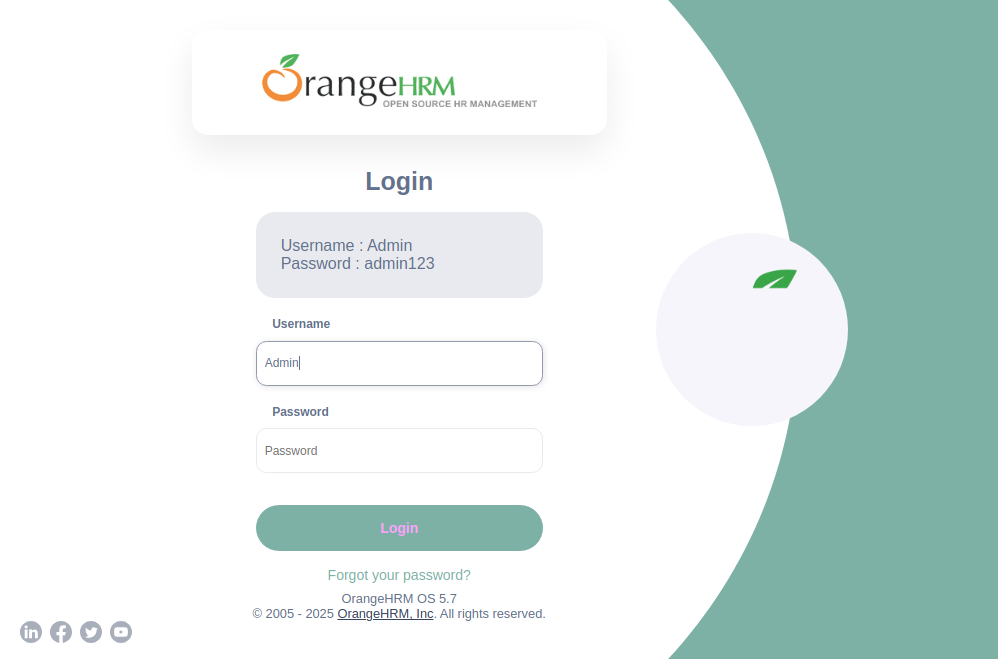 OrangeHRM
OPEN SOURCE HR MANAGEMENT
Login
Username : Admin
Password : admin123
Username
Admin
Password
Password
Login
Forgot your password?
OrangeHRM OS 5.7
© 2005 - 2025 OrangeHRM, Inc. All rights reserved.